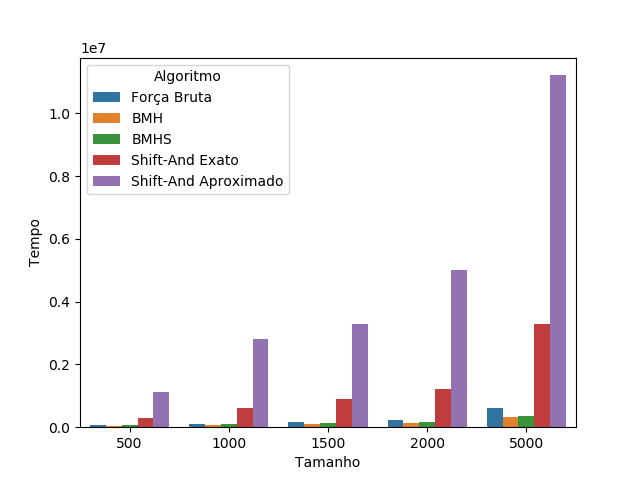 1e7
Algoritmo
Força Bruta
BMH
BMHS
Shift-And Exato
Shift-And Aproximado
1.0
0.8
0.6
0.4
0.2
0.0
Tempo
500 1000 1500 2000 5000
Tamanho